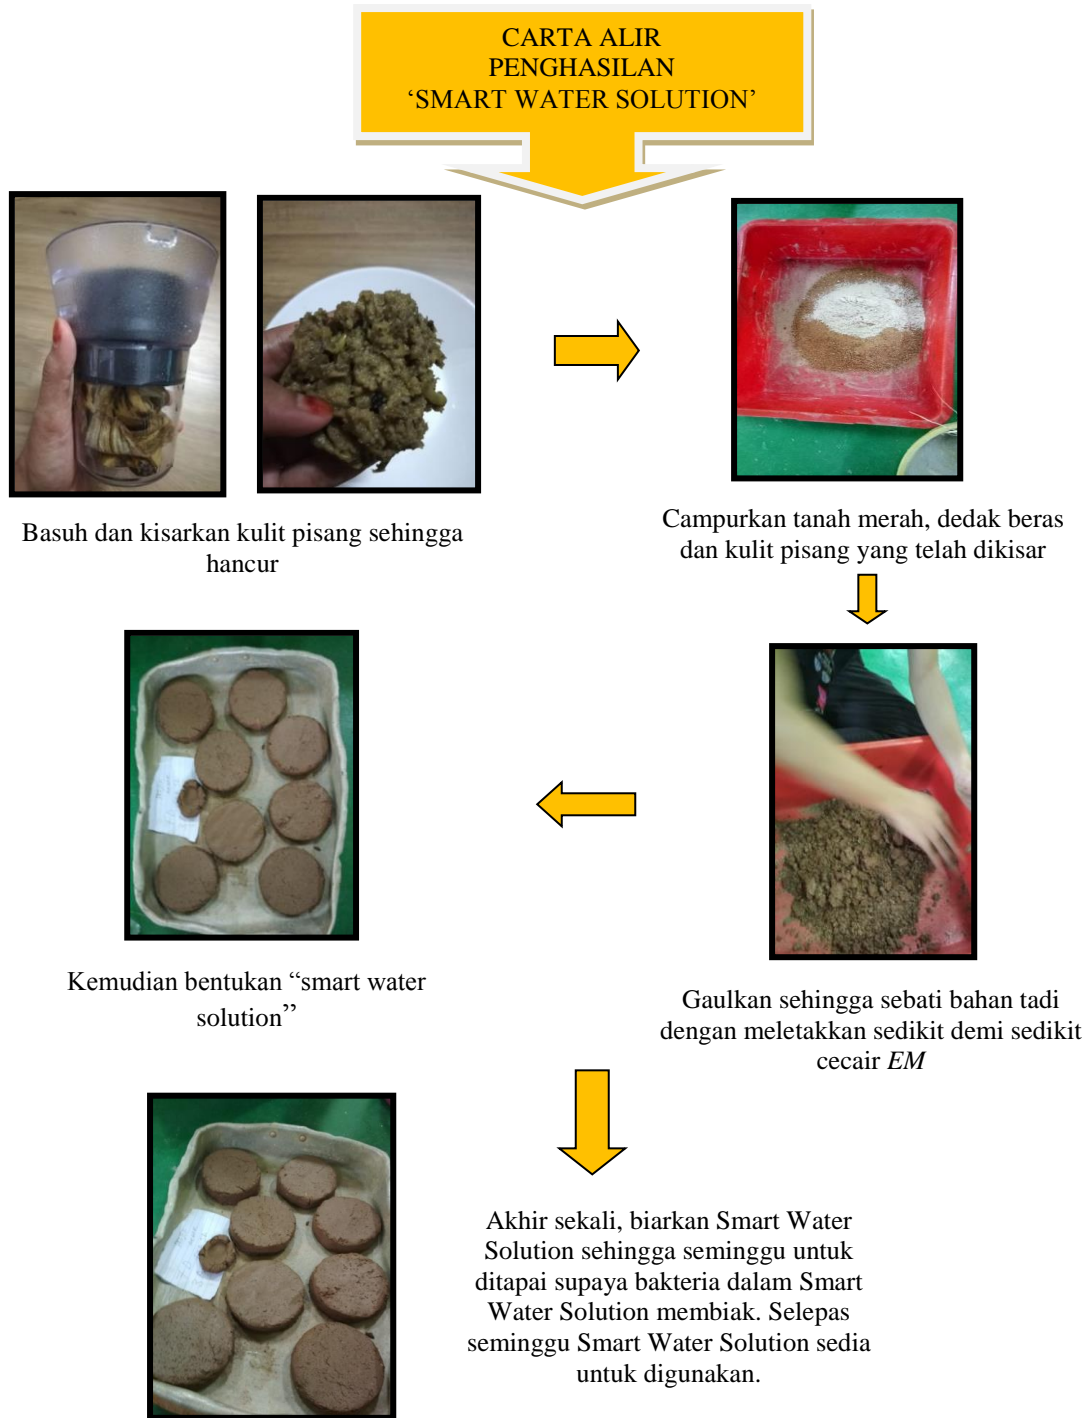 CARTA ALIR
PENGHASILAN
‘SMART WATER SOLUTION’
Basuh dan kisarkan kulit pisang sehingga
hancur
Campurkan tanah merah, dedak beras
dan kulit pisang yang telah dikisar
Gaulkan sehingga sebati bahan tadi
dengan meletakkan sedikit demi sedikit
cecair EM
Kemudian bentukan “smart water
solution”
Akhir sekali, biarkan Smart Water
Solution sehingga seminggu untuk
ditapai supaya bakteria dalam Smart
Water Solution membiak. Selepas
seminggu Smart Water Solution sedia
untuk digunakan.